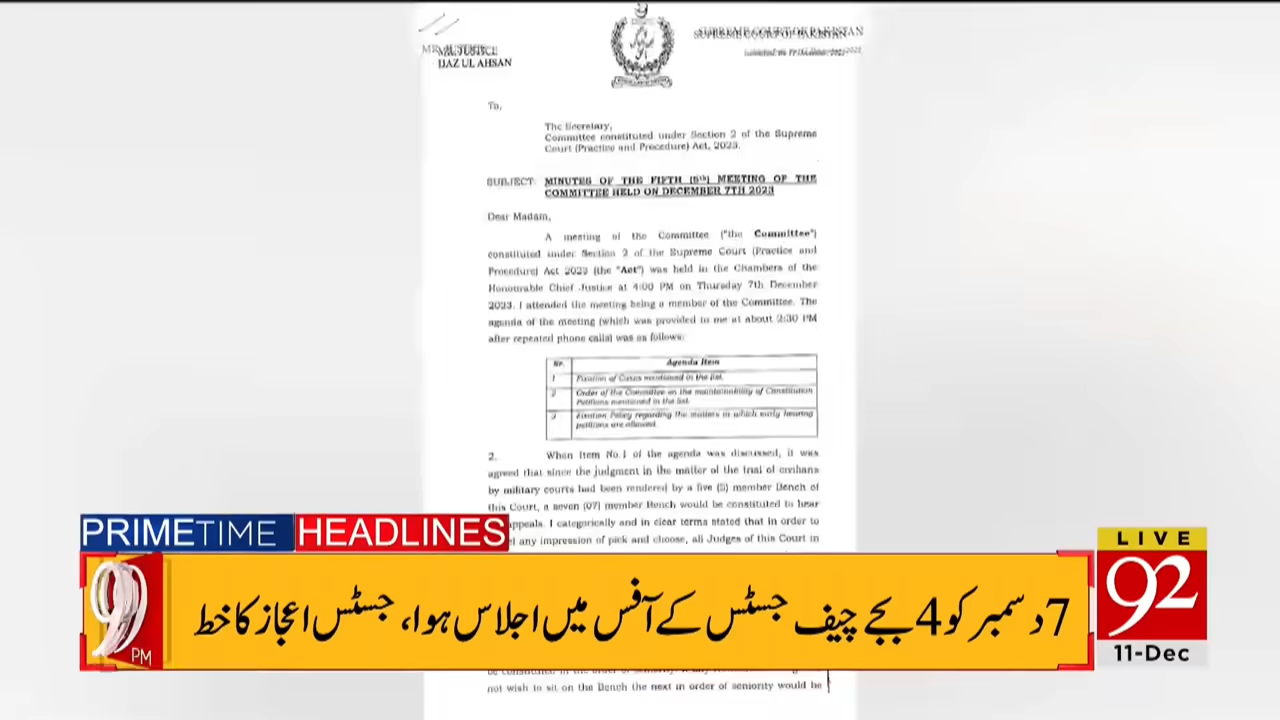 MR. JUSTICE
IJAZ UL AHSAN
SUPREME COURT OF PAKISTAN
To,
The Secretary,
Committee constituted under Section 2 of the Supreme
Court (Practice and Procedure) Act, 2023.
SUBJECT: MINUTES OF THE FIFTH (5th) MEETING OF THE
COMMITTEE HELD ON DECEMBER 7TH 2023
Dear Madam,
A meeting of the Committee ("the Committee")
constituted under Section 2 of the Supreme Court (Practice and
Procedure) Act 2023 (the "Act") was held in the Chambers of the
Honourable Chief Justice at 4:00 PM on Thursday 7th December
2023. I attended the meeting being a member of the Committee. The
agenda of the meeting (which was provided to me at about 2:30 PM
after repeated phone calls) was as follows:
Nr. Agenda Item
1 Fixation of Cases mentioned in the list.
2 Order of the Committee on the maintainability of Constitution
Petitions mentioned in the list.
3 Policy regarding the matters in which early hearing
petitions are allowed.
2. When Item No.1 of the agenda was discussed, it was
agreed that since the judgment in the matter of the trial of civilians
by military courts had been rendered by a five (5) member Bench of
this Court, a seven (07) member Bench would be constituted to hear
appeals. I categorically and in clear terms stated that in order to
any impression of pick and choose, all Judges of this Court in
PRIMETIME HEADLINES
9 PM
7 دسمبر کو 4 بجے چیف جسٹس کے آفس میں اجلاس ہوا، جسٹس اعجاز کا خط
LIVE
92
11-Dec
not wish to sit on the Bench the next in order of seniority would be